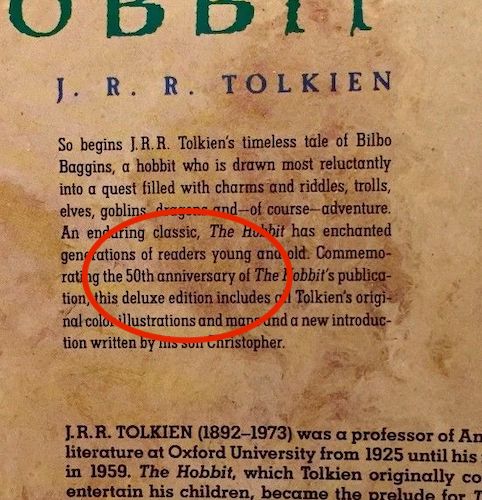 OBBIT
J. R. R. TOLKIEN
So begins J.R.R. Tolkien's timeless tale of Bilbo
Baggins, a hobbit who is drawn most reluctantly
into a quest filled with charms and riddles, trolls,
elves, goblins, dragons and—of course—adventure.
An enduring classic, The Hobbit has enchanted
generations of readers young and old. Commemo-
rating the 50th anniversary of The Hobbit's publica-
tion, this deluxe edition includes all Tolkien's origi-
nal color illustrations and maps and a new introduc-
tion written by his son Christopher.
J.R.R. TOLKIEN (1892–1973) was a professor of An
literature at Oxford University from 1925 until his
in 1959. The Hobbit, which Tolkien originally co
entertain his children, became the prelude for T